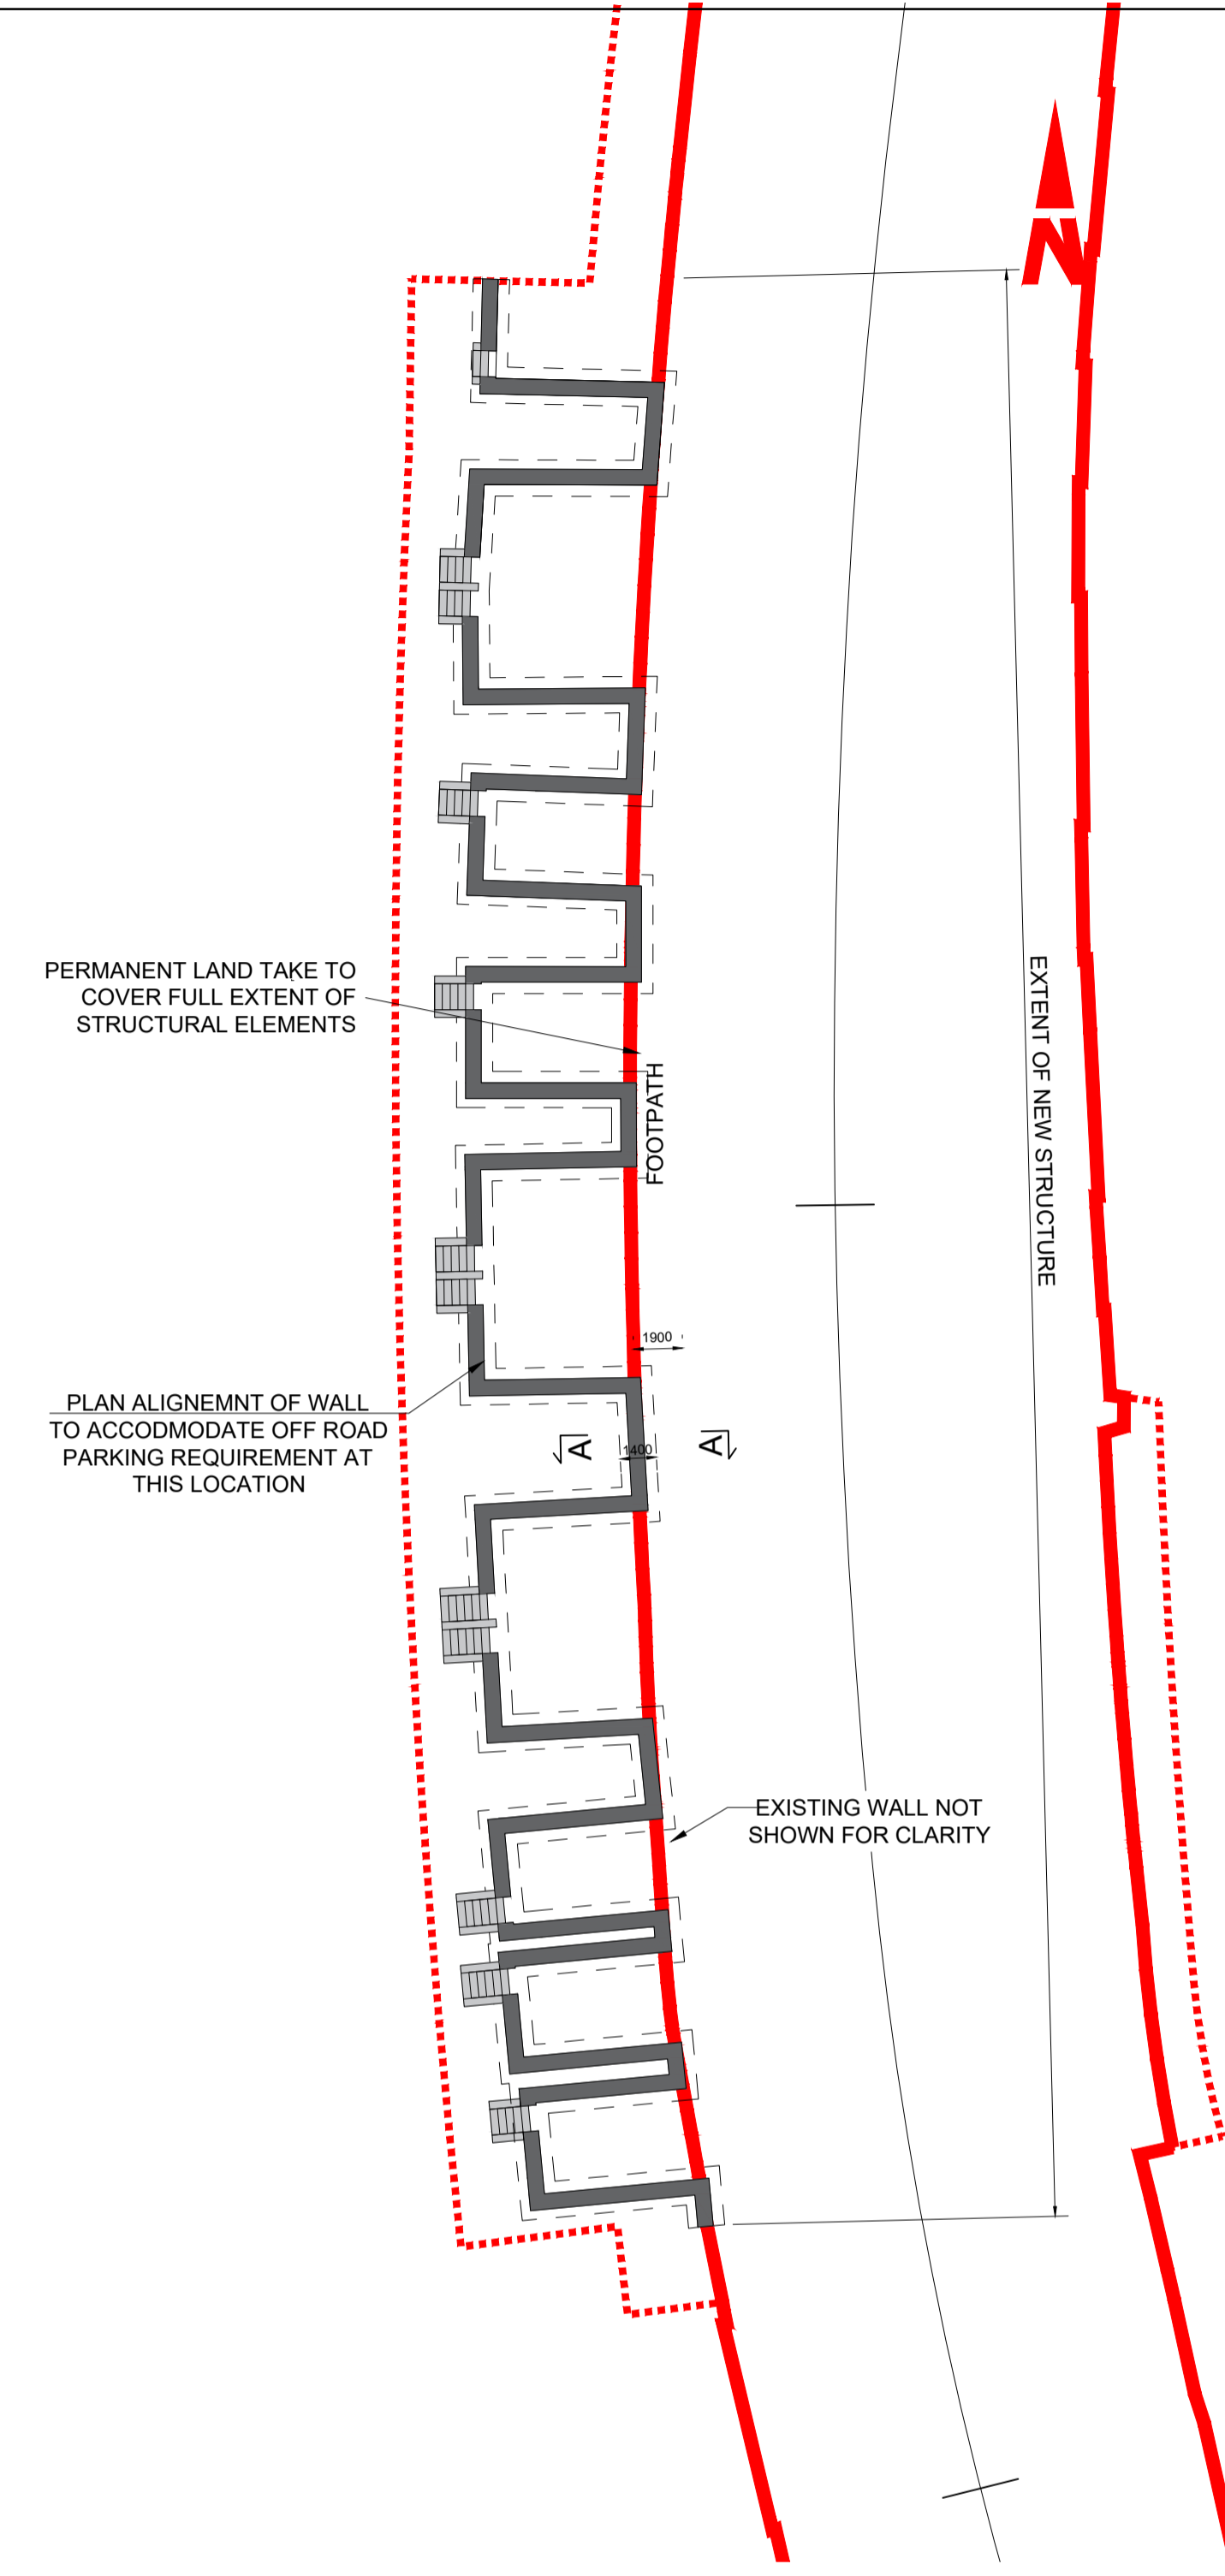 N
PERMANENT LAND TAKE TO
COVER FULL EXTENT OF
STRUCTURAL ELEMENTS
FOOTPATH
EXTENT OF NEW STRUCTURE
1900
PLAN ALIGNEMNT OF WALL
TO ACCODMODATE OFF ROAD
PARKING REQUIREMENT AT
THIS LOCATION
A
1400
A
EXISTING WALL NOT
SHOWN FOR CLARITY